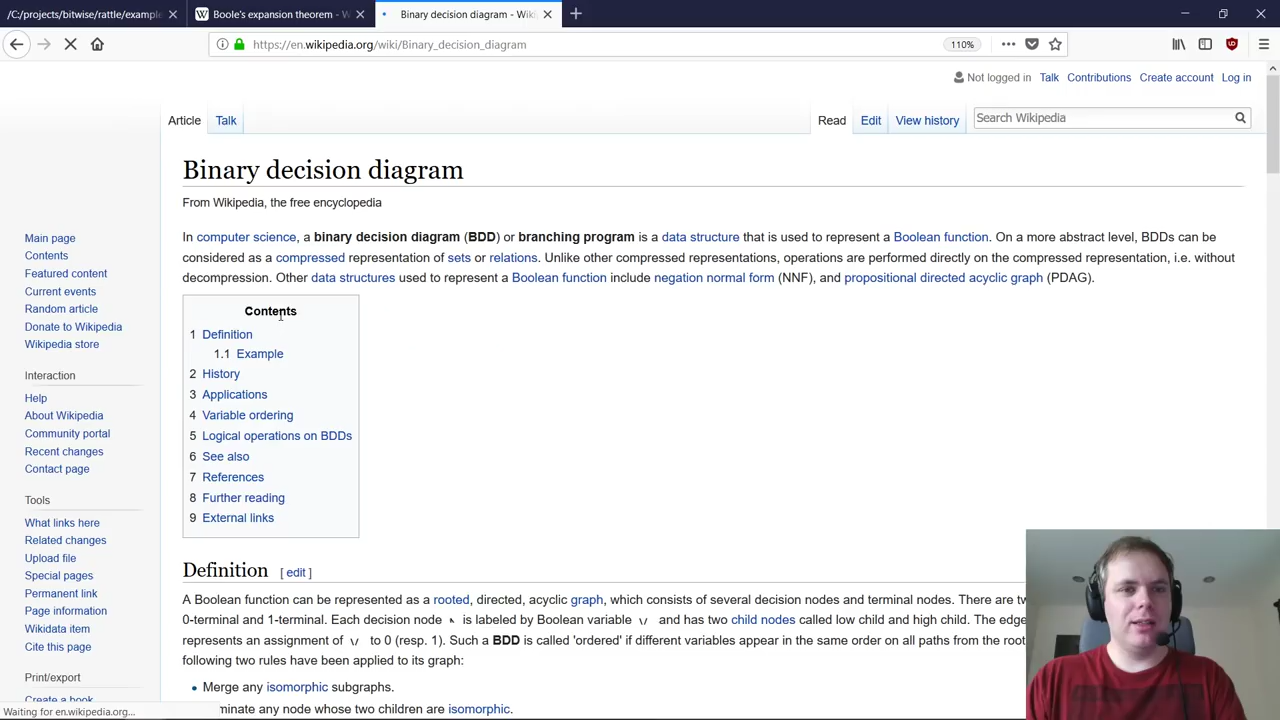 /C:/projects/bitwise/rattle/example
Boole's expansion theorem - W
Binary decision diagram - Wiki
https://en.wikipedia.org/wiki/Binary_decision_diagram
110%
Not logged in Talk Contributions Create account Log in
Article Talk
Read Edit View history
Search Wikipedia
Binary decision diagram
From Wikipedia, the free encyclopedia
In computer science, a binary decision diagram (BDD) or branching program is a data structure that is used to represent a Boolean function. On a more abstract level, BDDs can be
considered as a compressed representation of sets or relations. Unlike other compressed representations, operations are performed directly on the compressed representation, i.e. without
decompression. Other data structures used to represent a Boolean function include negation normal form (NNF), and propositional directed acyclic graph (PDAG).
Contents
1 Definition
1.1 Example
2 History
3 Applications
4 Variable ordering
5 Logical operations on BDDs
6 See also
7 References
8 Further reading
9 External links
Main page
Contents
Featured content
Current events
Random article
Donate to Wikipedia
Wikipedia store
Interaction
Help
About Wikipedia
Community portal
Recent changes
Contact page
Tools
What links here
Related changes
Upload file
Special pages
Permanent link
Page information
Wikidata item
Cite this page
Print/export
Create a book
Definition [ edit ]
A Boolean function can be represented as a rooted, directed, acyclic graph, which consists of several decision nodes and terminal nodes. There are
0-terminal and 1-terminal. Each decision node is labeled by Boolean variable and has two child nodes called low child and high child. The edge
represents an assignment of to 0 (resp. 1). Such a BDD is called 'ordered' if different variables appear in the same order on all paths from the root
following two rules have been applied to its graph:
• Merge any isomorphic subgraphs.
minate any node whose two children are isomorphic.
Waiting for en.wikipedia.org...